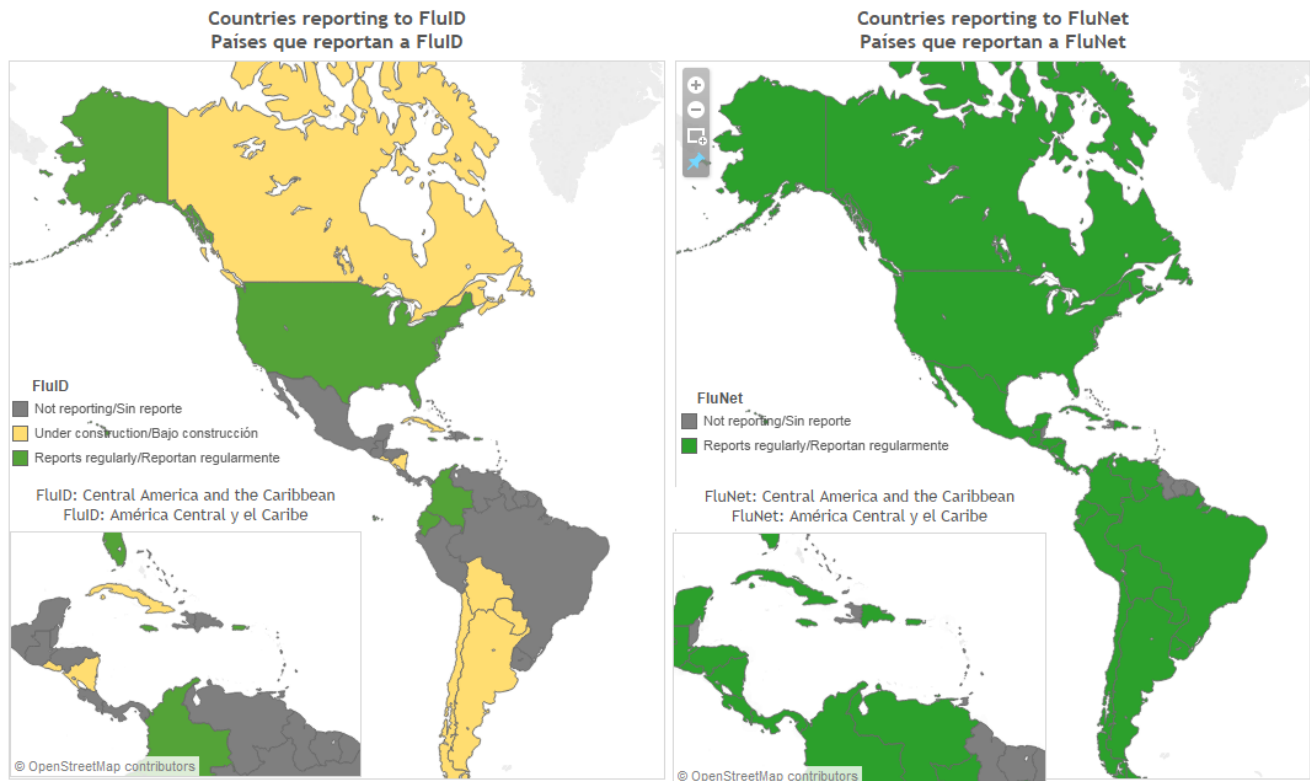 Countries reporting to FluID
Países que reportan a FluID
FluID
Not reporting/Sin reporte
Under construction/Bajo construcción
Reports regularly/Reportan regularmente
FluID: Central America and the Caribbean
FluID: América Central y el Caribe
© OpenStreetMap contributors
Countries reporting to FluNet
Países que reportan a FluNet
FluNet
Not reporting/Sin reporte
Reports regularly/Reportan regularmente
FluNet: Central America and the Caribbean
FluNet: América Central y el Caribe
© OpenStreetMap contributors